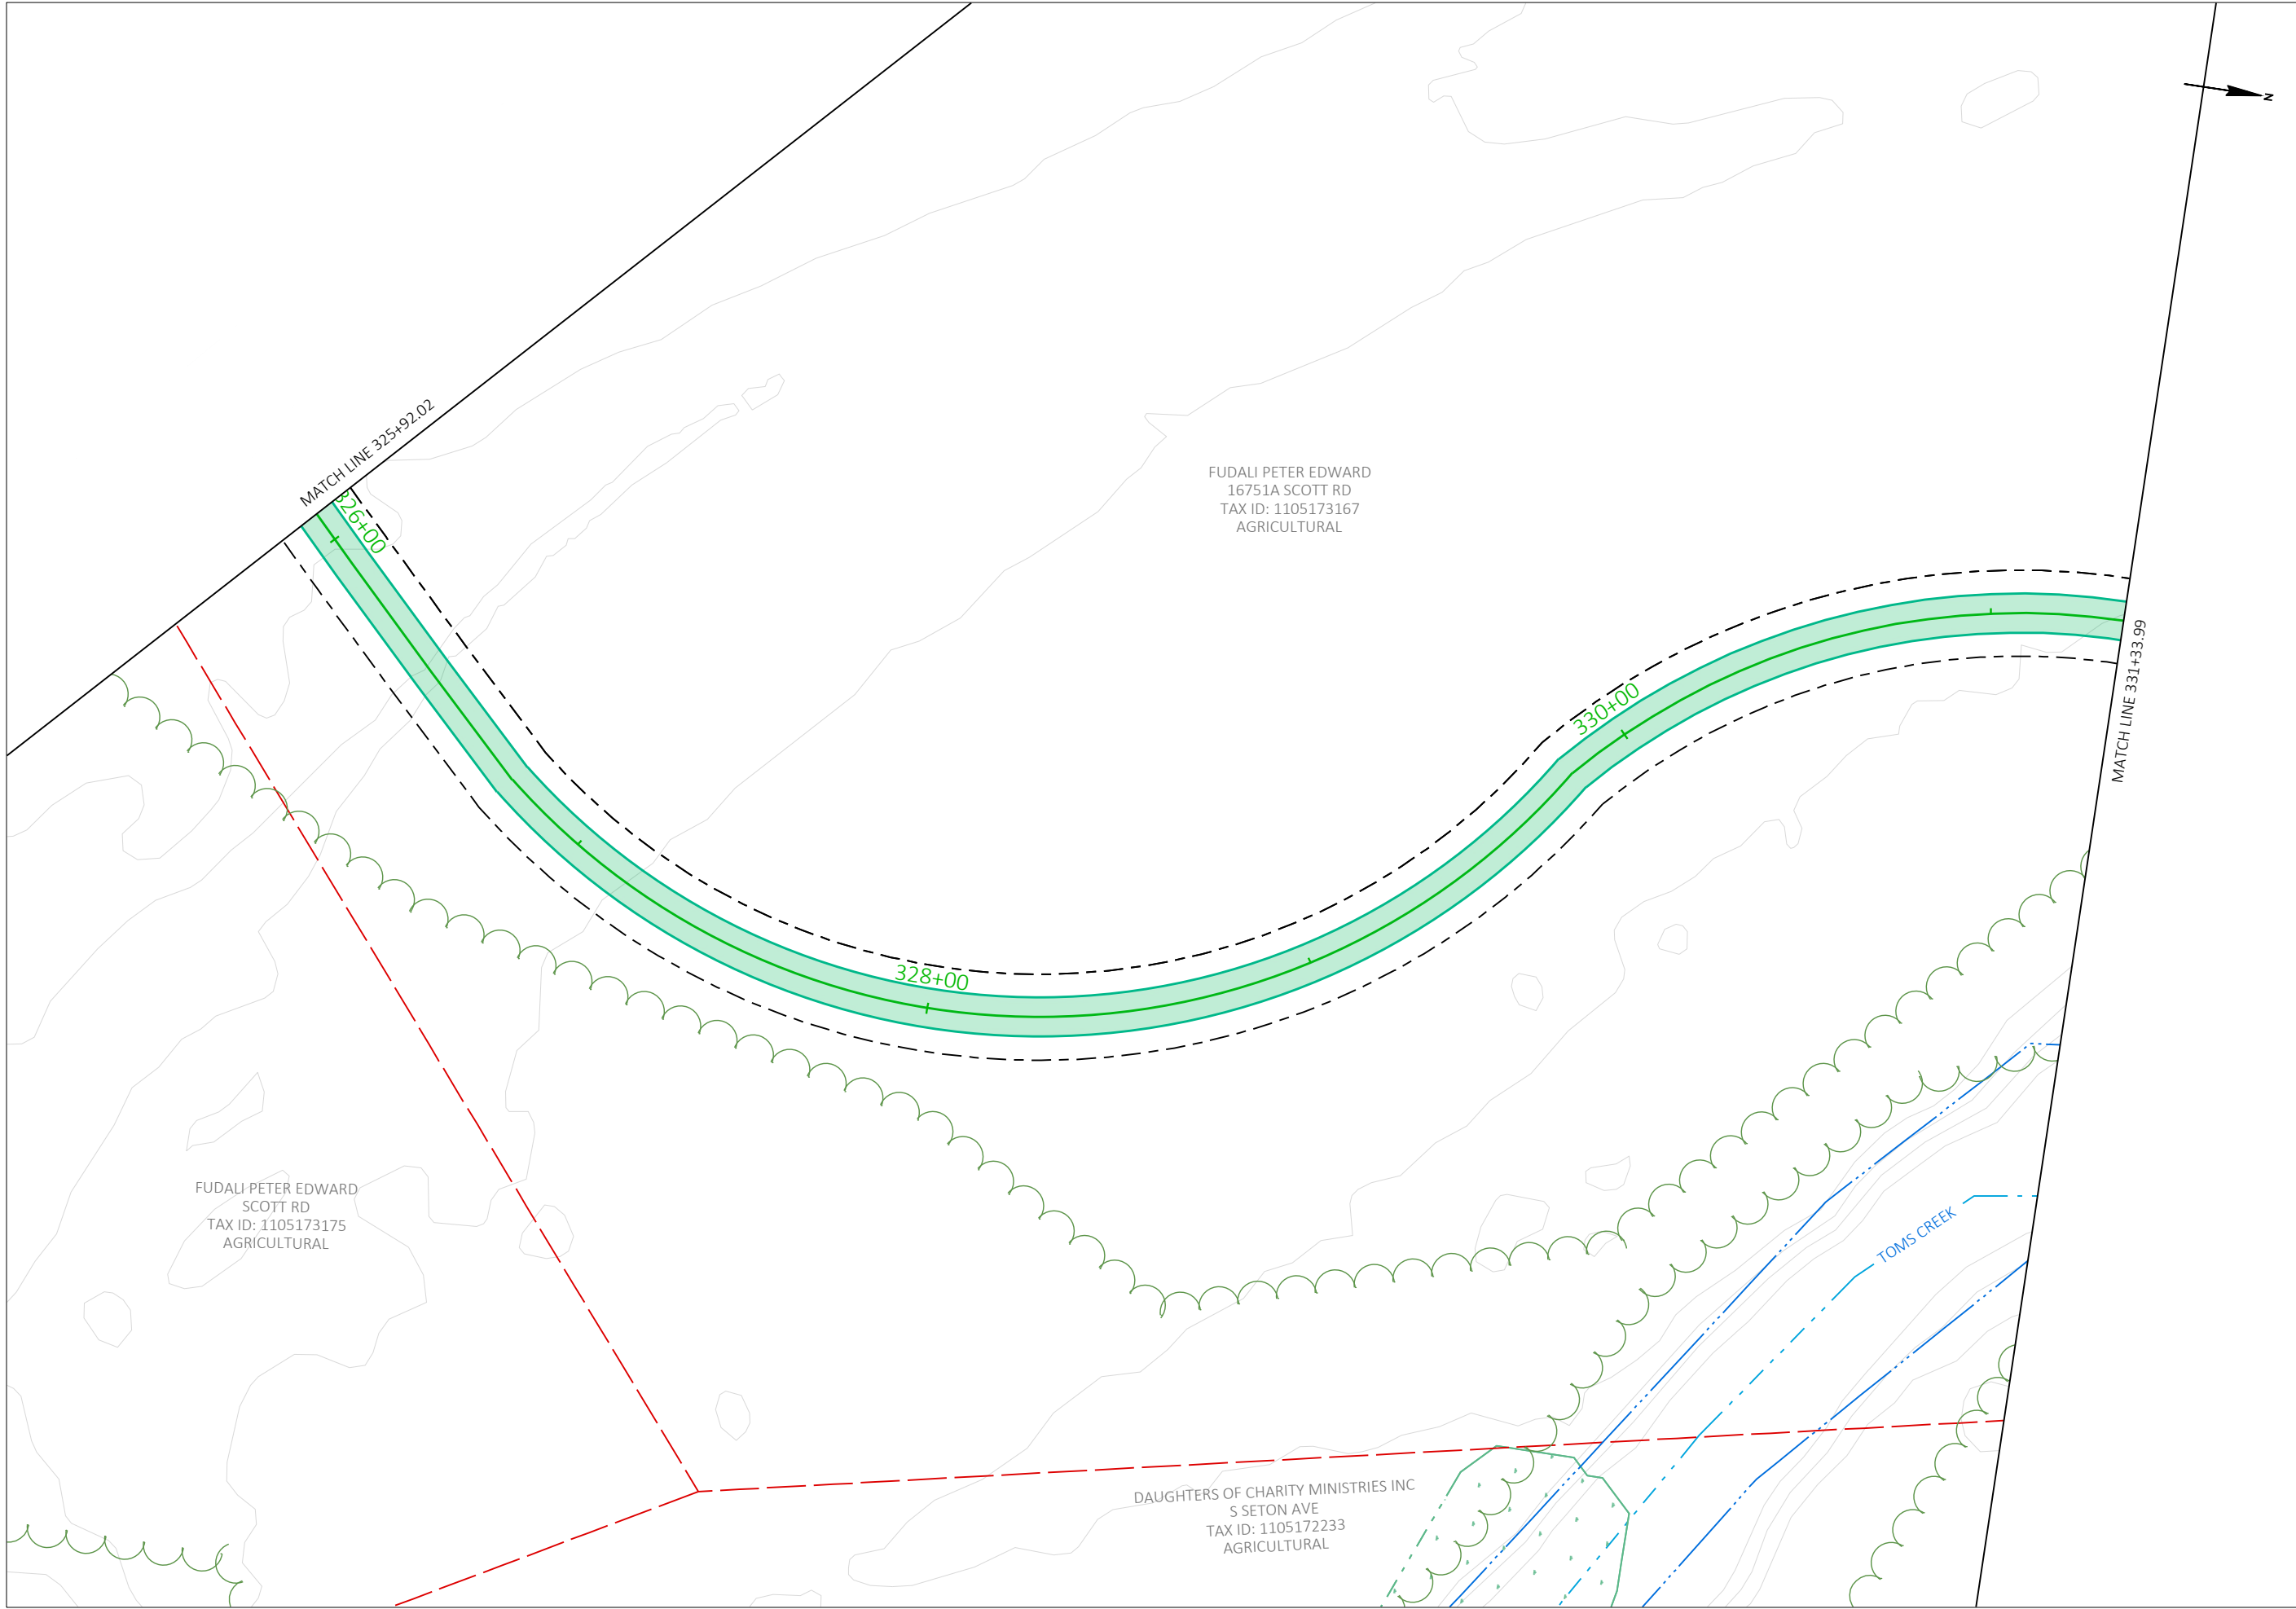 N
MATCH LINE 325+92.02
326+00
FUDALI PETER EDWARD
16751A SCOTT RD
TAX ID: 1105173167
AGRICULTURAL
330+00
MATCH LINE 331+33.99
328+00
FUDALI PETER EDWARD
SCOTT RD
TAX ID: 1105173175
AGRICULTURAL
TOMS CREEK
DAUGHTERS OF CHARITY MINISTRIES INC
S SETON AVE
TAX ID: 1105172233
AGRICULTURAL